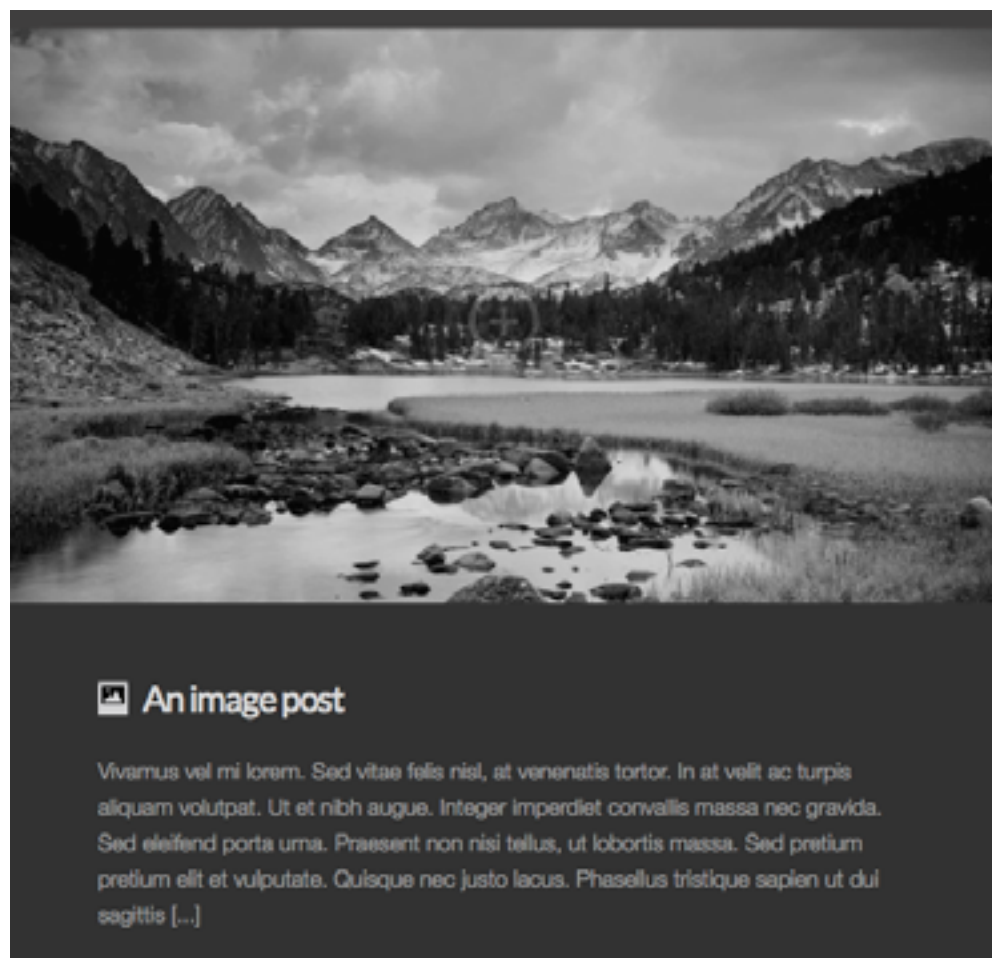 An image post
Vivamus vel mi lorem. Sed vitae felis nisl, at venenatis tortor. In at velit ac turpis
aliquam volutpat. Ut et nibh augue. Integer imperdiet convallis massa nec gravida.
Sed eleifend porta urna. Praesent non nisi tellus, ut lobortis massa. Sed pretium
pretium elit et vulputate. Quisque nec justo lacus. Phasellus tristique sapien ut dui
sagittis [...]